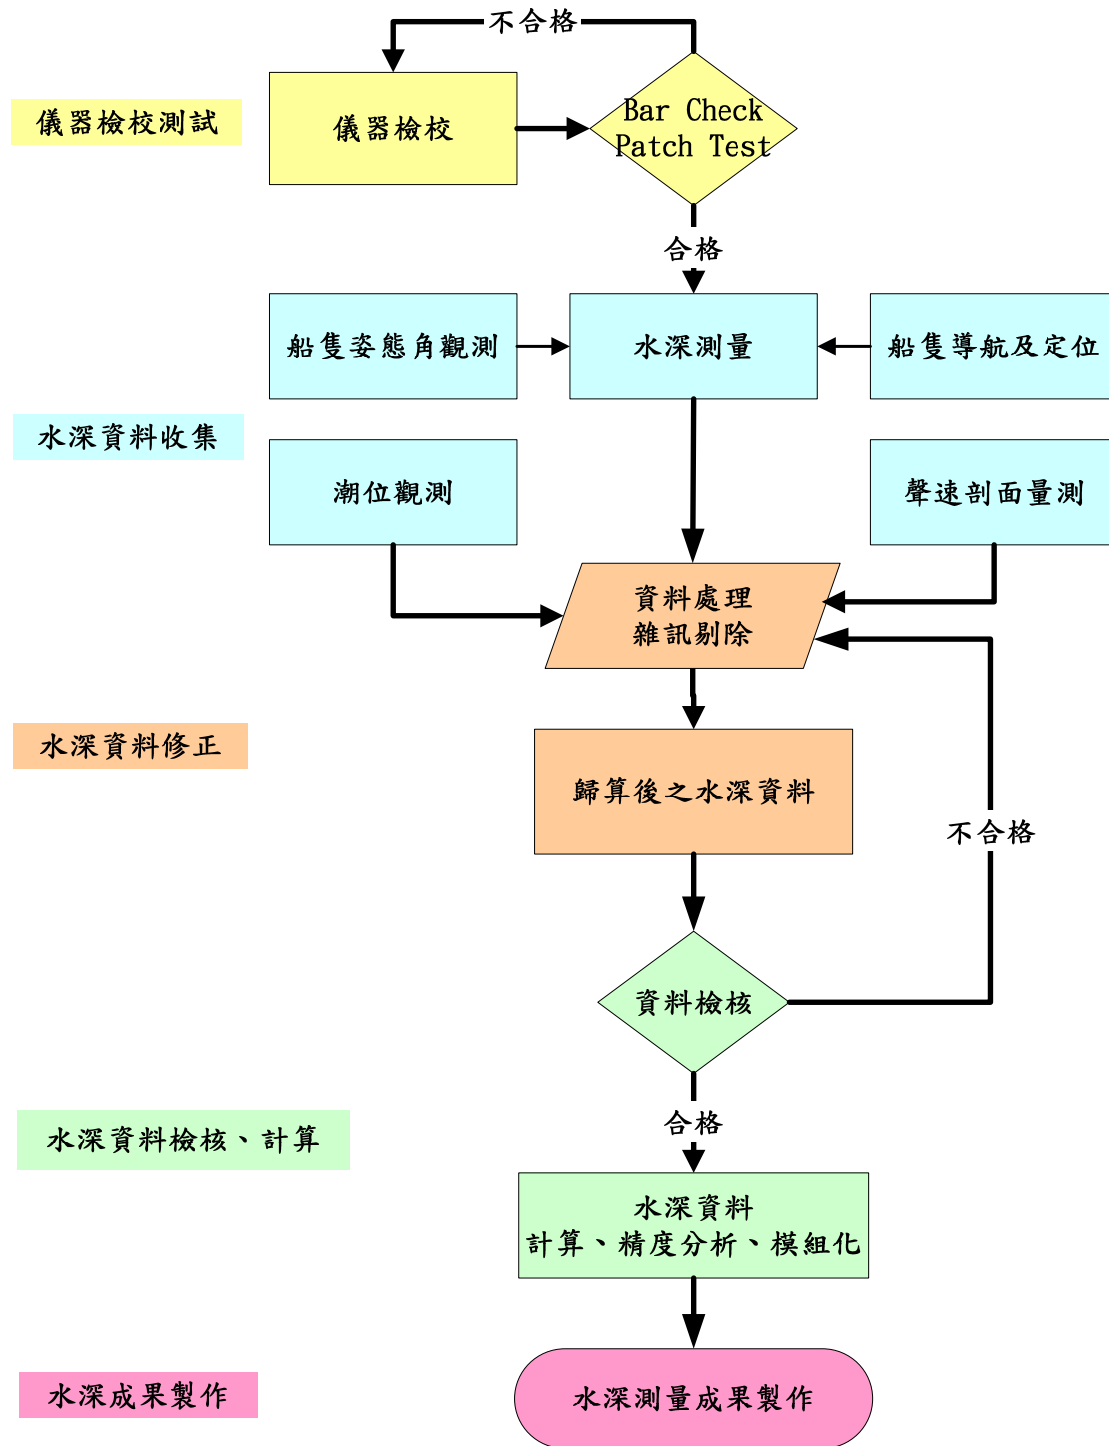 不合格
儀器檢校測試
儀器檢校
Bar Check
Patch Test
合格
船隻姿態角觀測
水深測量
船隻導航及定位
水深資料收集
潮位觀測
聲速剖面量測
資料處理
雜訊剔除
水深資料修正
歸算後之水深資料
不合格
資料檢核
合格
水深資料檢核、計算
水深資料
計算、精度分析、模組化
水深成果製作
水深測量成果製作